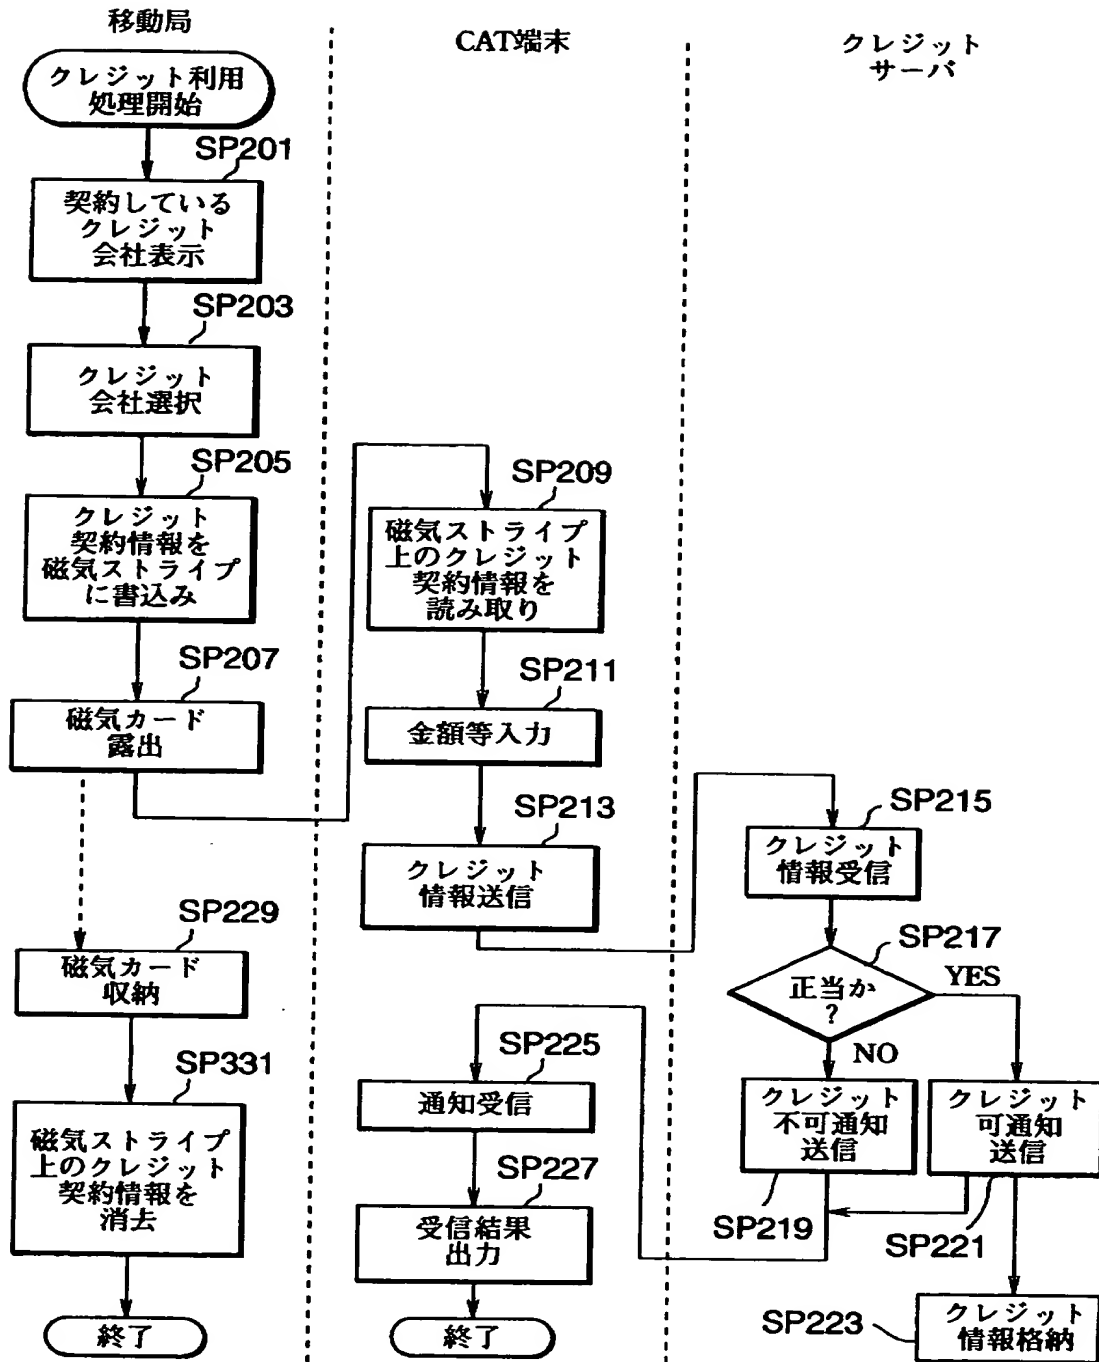 移動局
クレジット利用
処理開始
SP201
契約している
クレジット
会社表示
SP203
クレジット
会社選択
SP205
クレジット
契約情報を
磁気ストライプ
に書込み
SP207
磁気カード
露出
SP229
磁気カード
収納
SP331
磁気ストライプ
上のクレジット
契約情報を
消去
終了
CAT端末
SP209
磁気ストライプ
上のクレジット
契約情報を
読み取り
SP211
金額等入力
SP213
クレジット
情報送信
SP225
通知受信
SP227
受信結果
出力
終了
クレジット
サーバ
SP215
クレジット
情報受信
SP217
正当か
?
YES
NO
クレジット
不可通知
送信
SP219
クレジット
可通知
送信
SP221
SP223
クレジット
情報格納